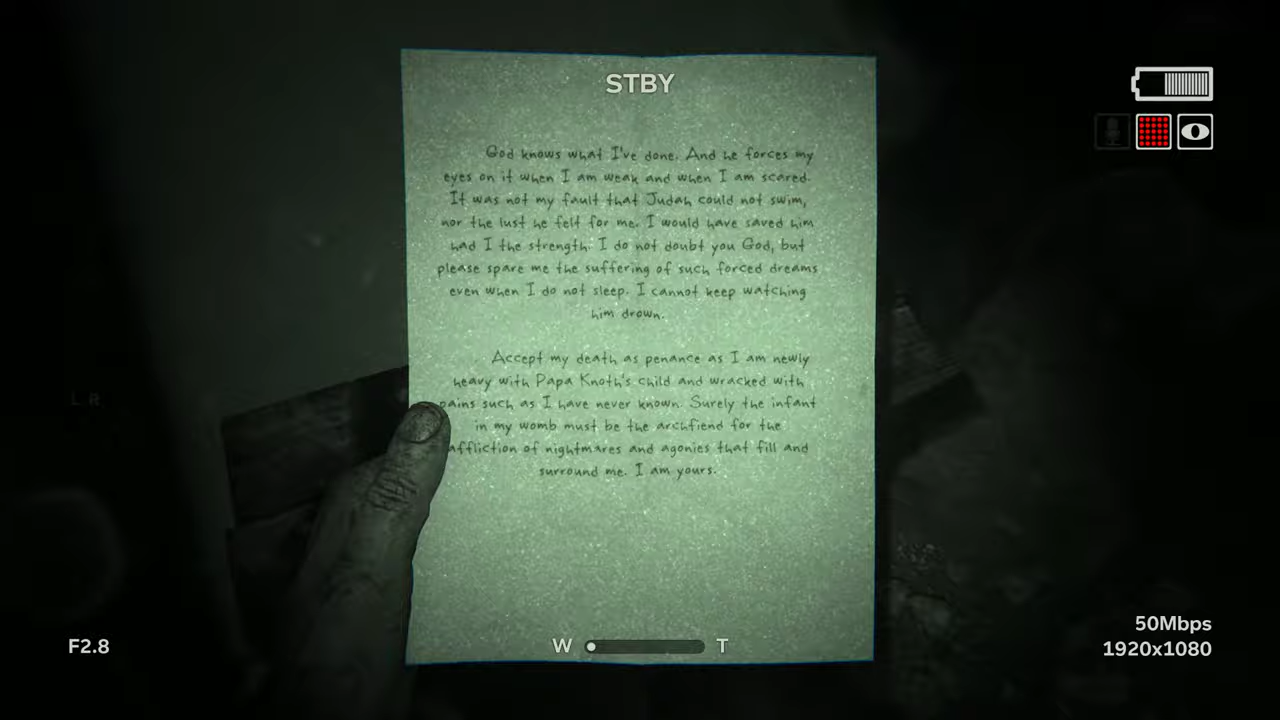 STBY
God knows what I've done. And he forces my
eyes on it when I am weak and when I am scared.
It was not my fault that Judah could not swim,
nor the lust he felt for me. I would have saved him
had I the strength. I do not doubt you God, but
please spare me the suffering of such forced dreams
even when I do not sleep. I cannot keep watching
him drown.
Accept my death as penance as I am newly
heavy with Papa Knoth's child and wracked with
pains such as I have never known. Surely the infant
in my womb must be the archfiend for the
affliction of nightmares and agonies that fill and
surround me. I am yours.
L R
F2.8
W T
50Mbps
1920x1080